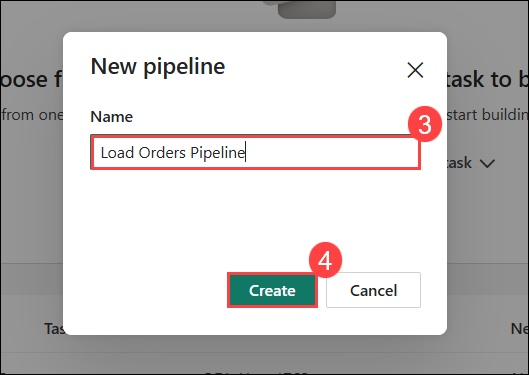 New pipeline
oose f
task to b
from one
start buildin
Name
3
Load Orders Pipeline
task
4
Create
Cancel
Tas
Ne